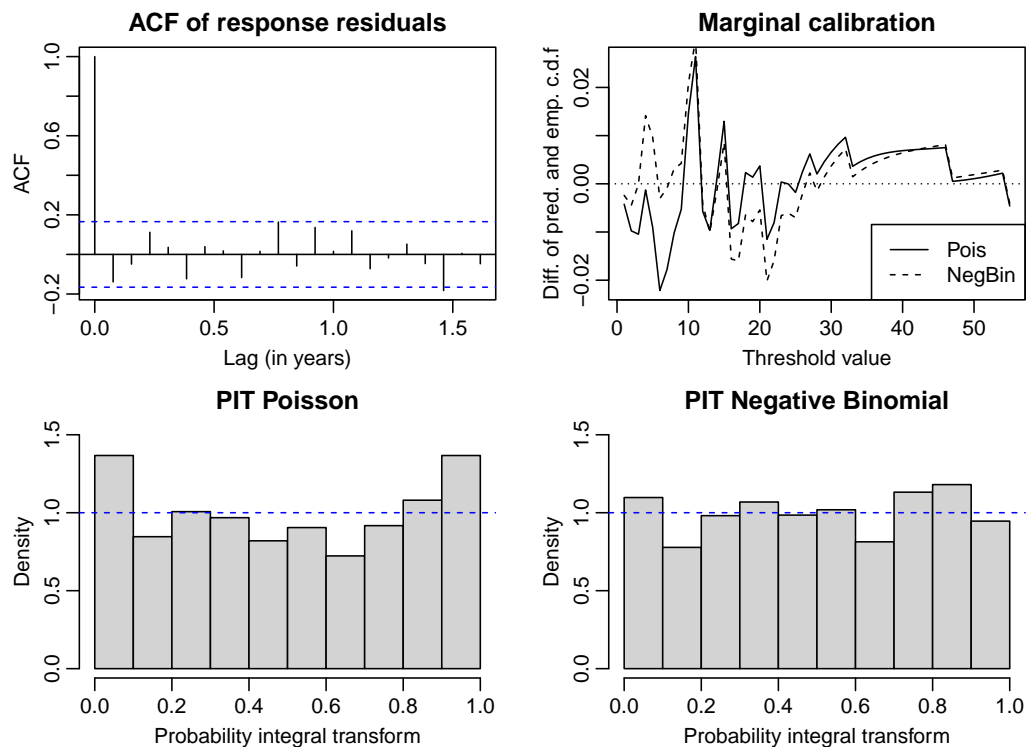 ACF of response residuals
ACF
−0.2
0.2
0.6
1.0
0.0
0.5
1.0
1.5
Lag (in years)
Marginal calibration
Diff. of pred. and emp. c.d.f
−0.02
0.00
0.02
Pois
NegBin
0
10
20
30
40
50
Threshold value
PIT Poisson
Density
0.0
0.5
1.0
1.5
0.0
0.2
0.4
0.6
0.8
1.0
Probability integral transform
PIT Negative Binomial
Density
0.0
0.5
1.0
1.5
0.0
0.2
0.4
0.6
0.8
1.0
Probability integral transform